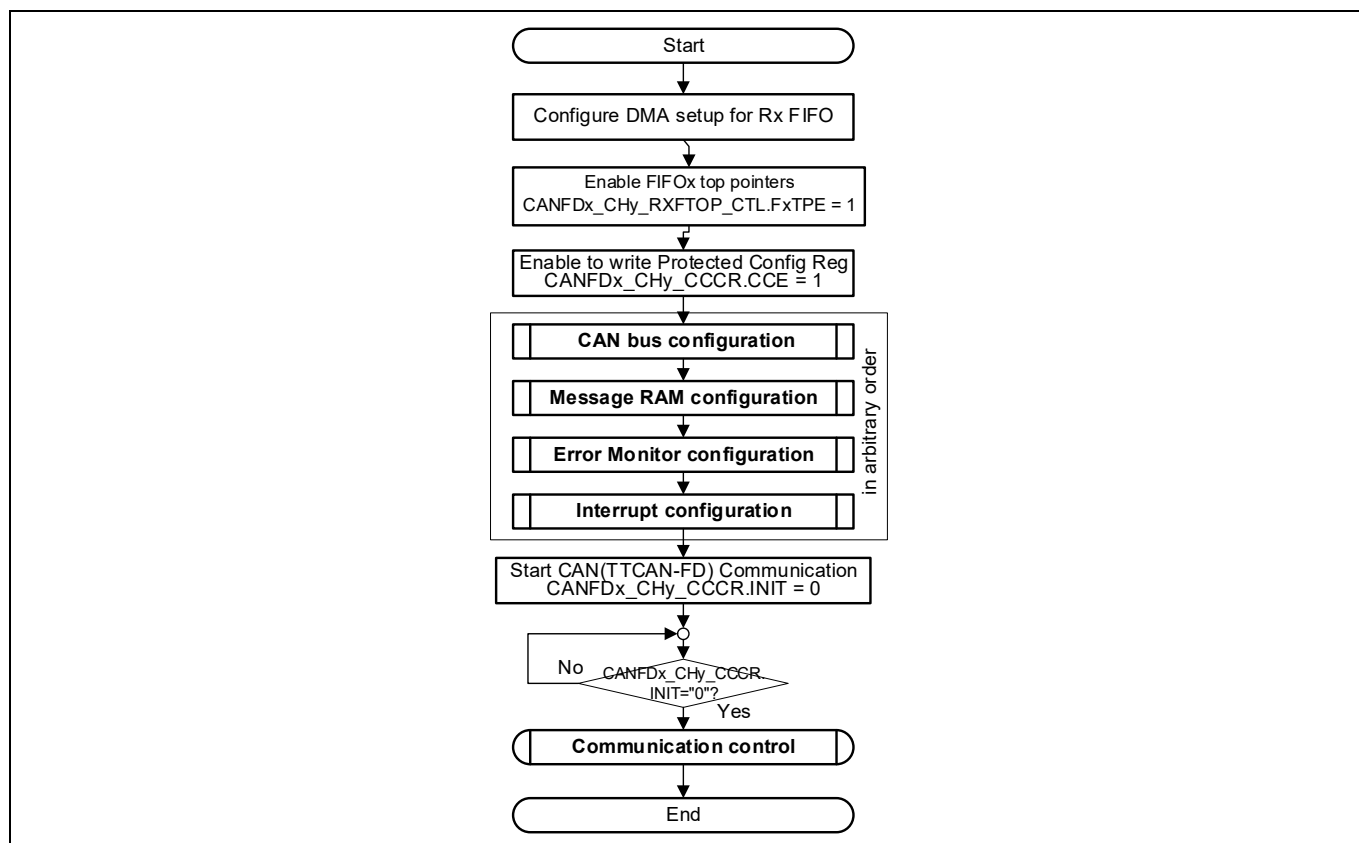 Start
Configure DMA setup for Rx FIFO
Enable FIFOx top pointers
CANFDx_CHy_RXFTOP_CTL.FxTPE = 1
Enable to write Protected Config Reg
CANFDx_CHy_CCCR.CCE = 1
CAN bus configuration
Message RAM configuration
Error Monitor configuration
Interrupt configuration
in arbitrary order
Start CAN(TTCAN-FD) Communication
CANFDx_CHy_CCCR.INIT = 0
No
CANFDx_CHy_CCCR.
INIT="0"?
Yes
Communication control
End